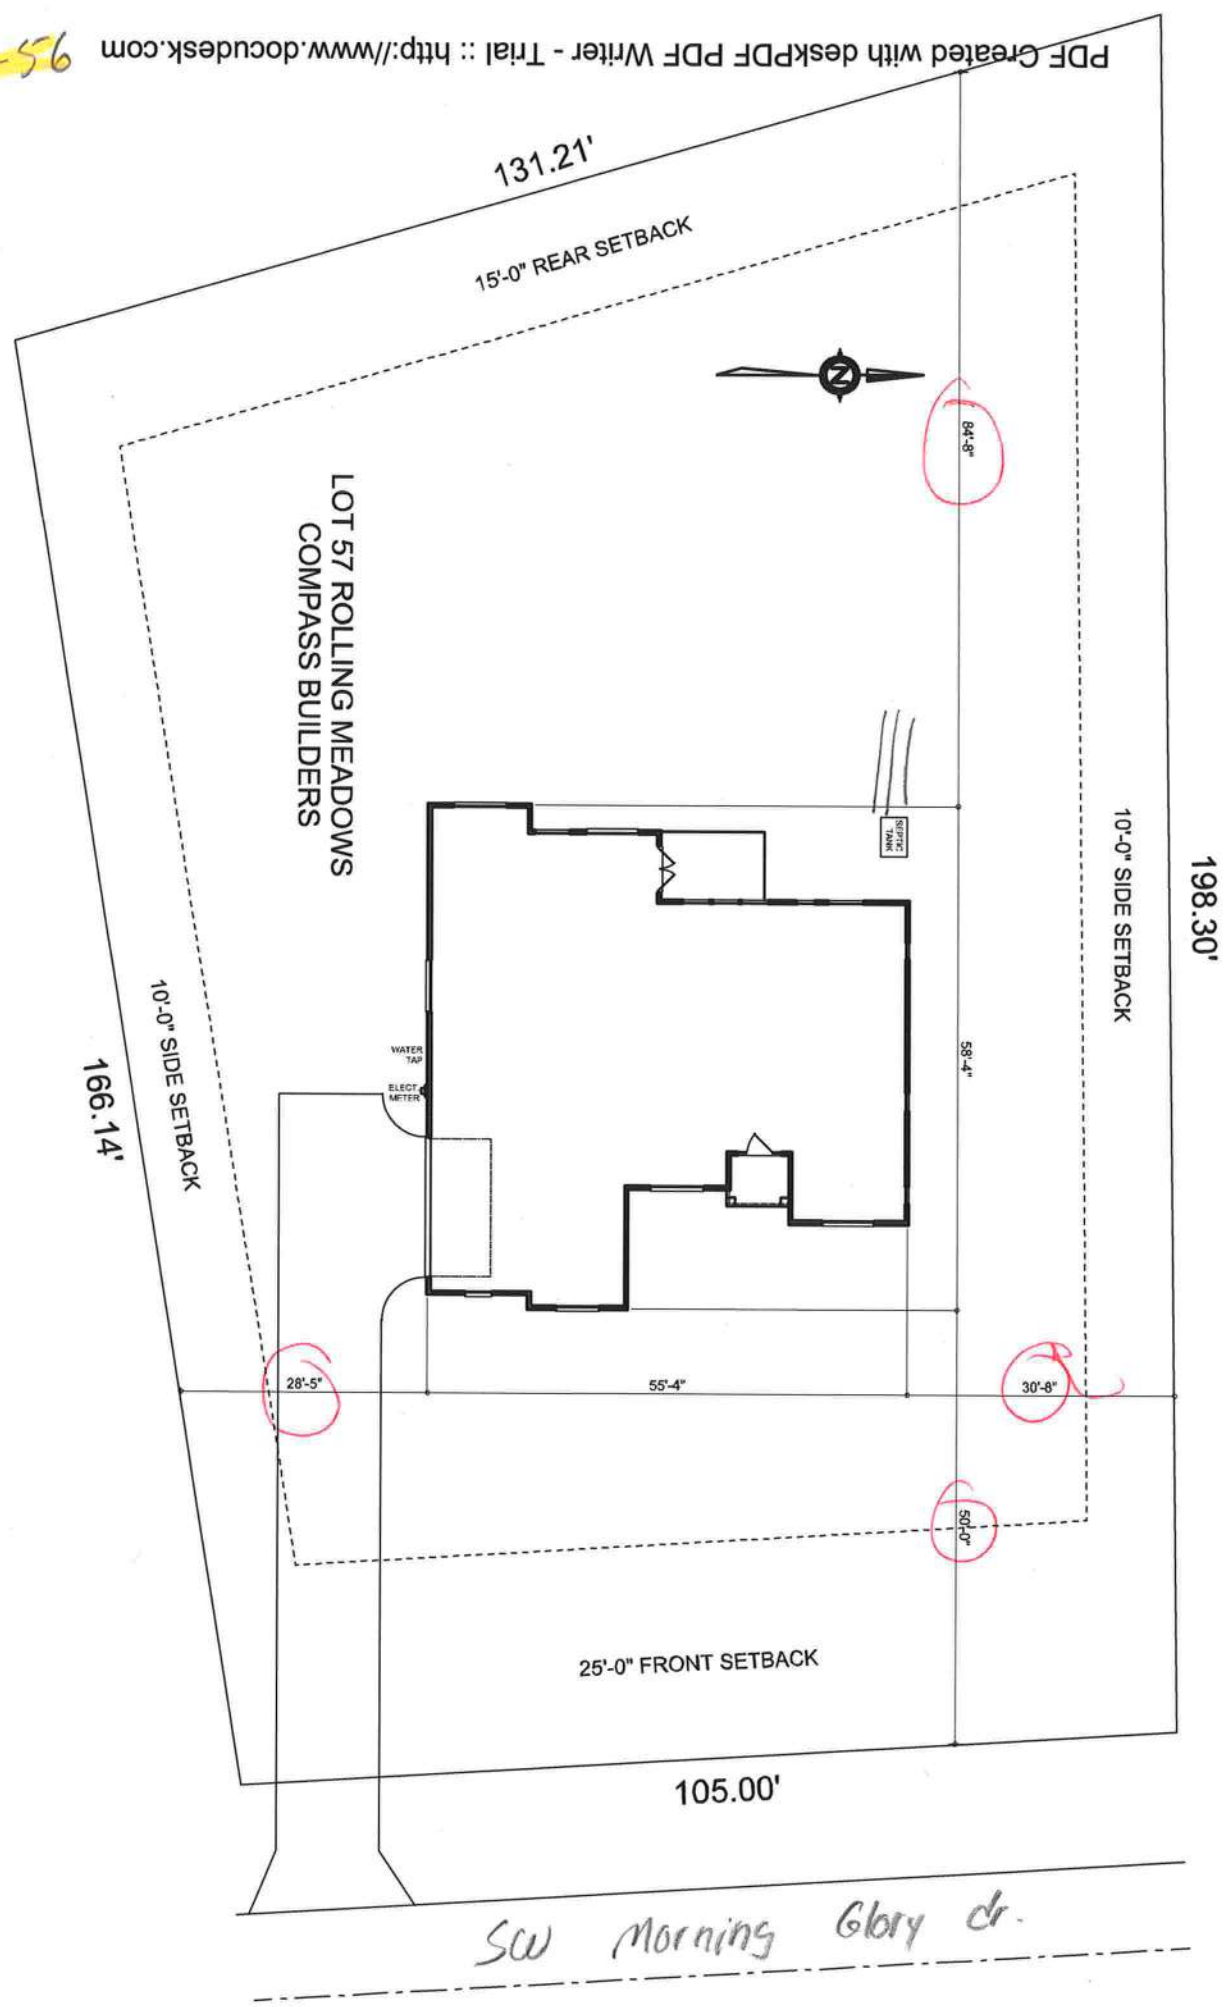 PDF Created with deskPDF PDF Writer - Trial :: http://www.docudesk.com
131.21'
15'-0" REAR SETBACK
N
84'-8"
LOT 57 ROLLING MEADOWS
COMPASS BUILDERS
SEPTIC
TANK
10'-0" SIDE SETBACK
198.30'
58'-4"
WATER
TAP
ELECT.
METER
10'-0" SIDE SETBACK
166.14'
28'-5"
55'-4"
30'-8"
50'-0"
25'-0" FRONT SETBACK
105.00'
SW Morning Glory dr.